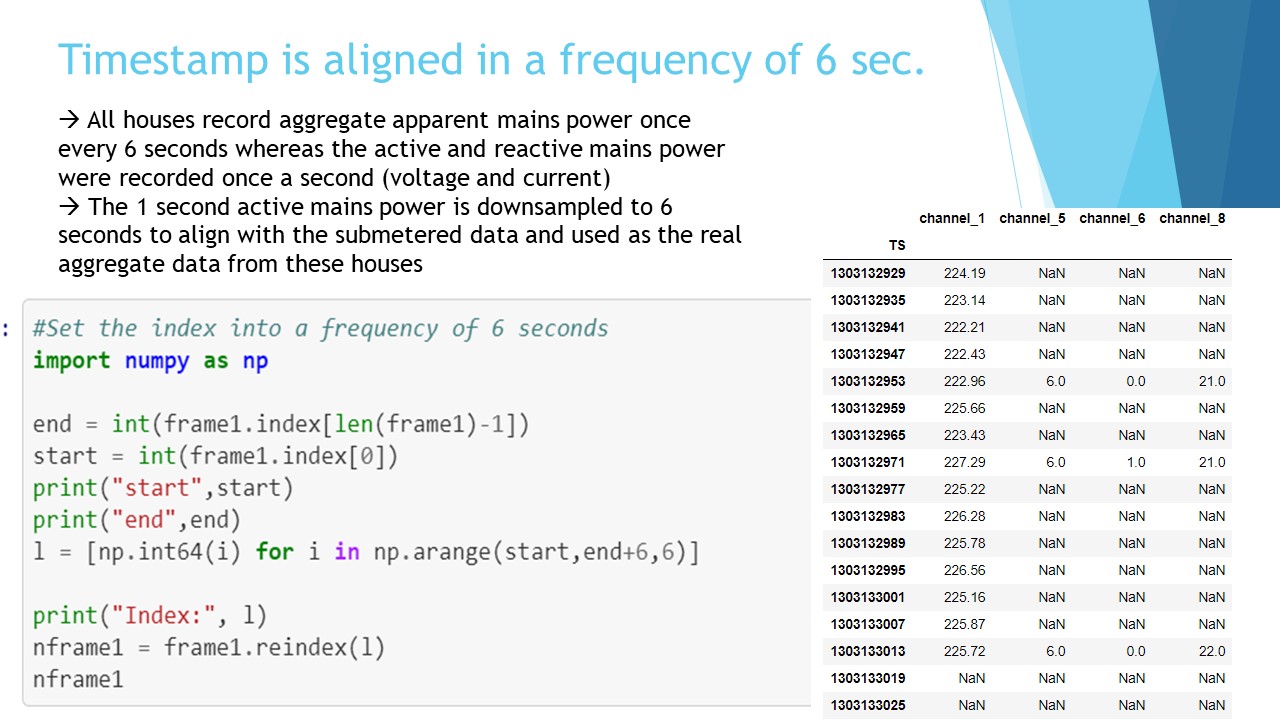 Timestamp is aligned in a frequency of 6 sec.
→ All houses record aggregate apparent mains power once
every 6 seconds whereas the active and reactive mains power
were recorded once a second (voltage and current)
→ The 1 second active mains power is downsampled to 6
seconds to align with the submetered data and used as the real
aggregate data from these houses
: #Set the index into a frequency of 6 seconds
import numpy as np
end = int(frame1.index[len(frame1)-1])
start = int(frame1.index[0])
print("start",start)
print("end",end)
l = [np.int64(i) for i in np.arange(start,end+6,6)]
print("Index:", l)
nframe1 = frame1.reindex(l)
nframe1
channel_1 channel_5 channel_6 channel_8
TS
1303132929 224.19 NaN NaN NaN
1303132935 223.14 NaN NaN NaN
1303132941 222.21 NaN NaN NaN
1303132947 222.43 NaN NaN NaN
1303132953 222.96 6.0 0.0 21.0
1303132959 225.66 NaN NaN NaN
1303132965 223.43 NaN NaN NaN
1303132971 227.29 6.0 1.0 21.0
1303132977 225.22 NaN NaN NaN
1303132983 226.28 NaN NaN NaN
1303132989 225.78 NaN NaN NaN
1303132995 226.56 NaN NaN NaN
1303133001 225.16 NaN NaN NaN
1303133007 225.87 NaN NaN NaN
1303133013 225.72 6.0 0.0 22.0
1303133019 NaN NaN NaN NaN
1303133025 NaN NaN NaN NaN